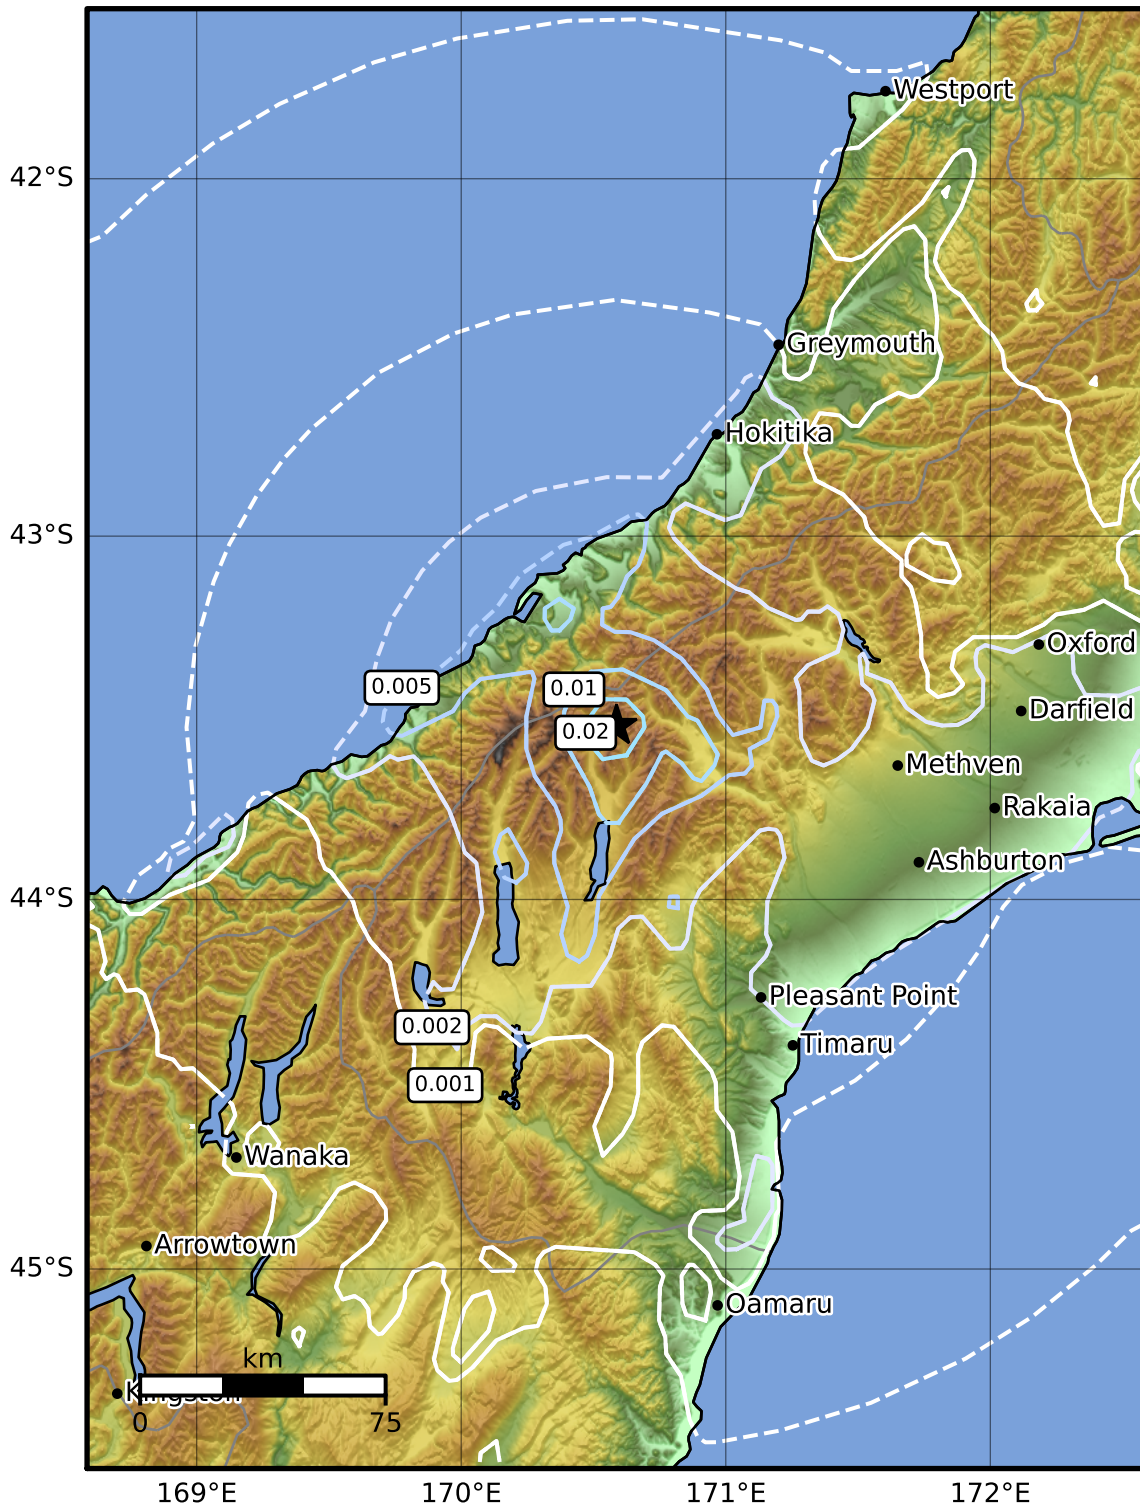 Westport
42°S
Greymouth
Hokitika
43°S
Oxford
0.005
0.01
Darfield
0.02
Methven
Rakaia
Ashburton
44°S
Pleasant Point
0.002
Timaru
0.001
Wanaka
Arrowtown
45°S
Oamaru
km
Kingston
0 75
169°E 170°E 171°E 172°E